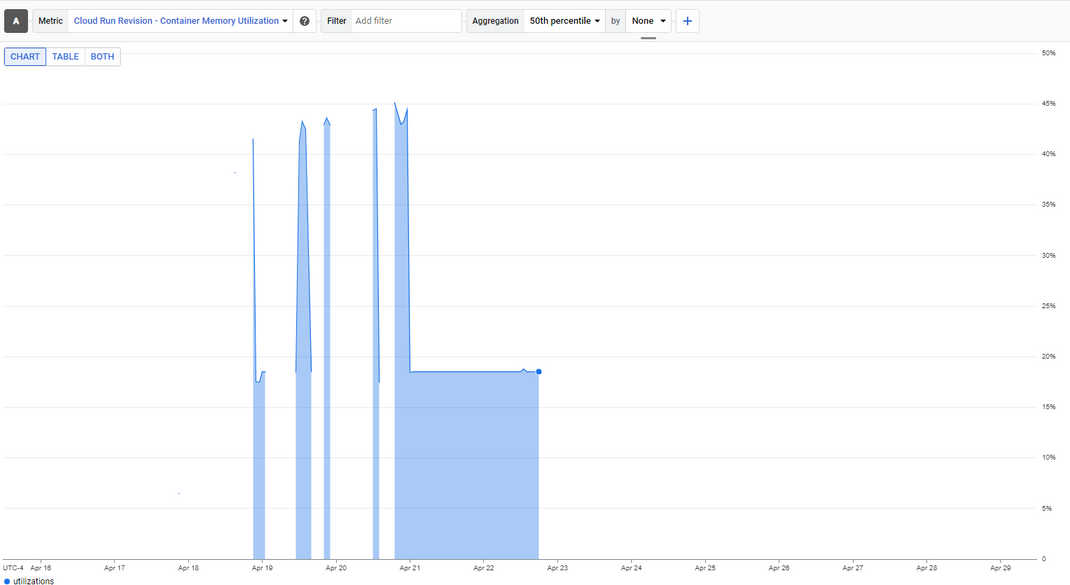 A Metric Cloud Run Revision - Container Memory Utilization ? Filter Add filter Aggregation 50th percentile by None +
CHART TABLE BOTH
50%
45%
40%
35%
30%
25%
20%
15%
10%
5%
0
UTC-4 Apr 16 Apr 17 Apr 18 Apr 19 Apr 20 Apr 21 Apr 22 Apr 23 Apr 24 Apr 25 Apr 26 Apr 27 Apr 28 Apr 29
utilizations